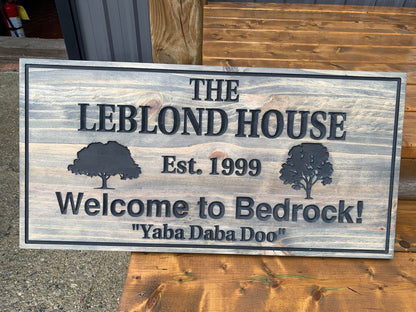 THE
LEBLOND HOUSE
Est. 1999
Welcome to Bedrock!
"Yaba Daba Doo"